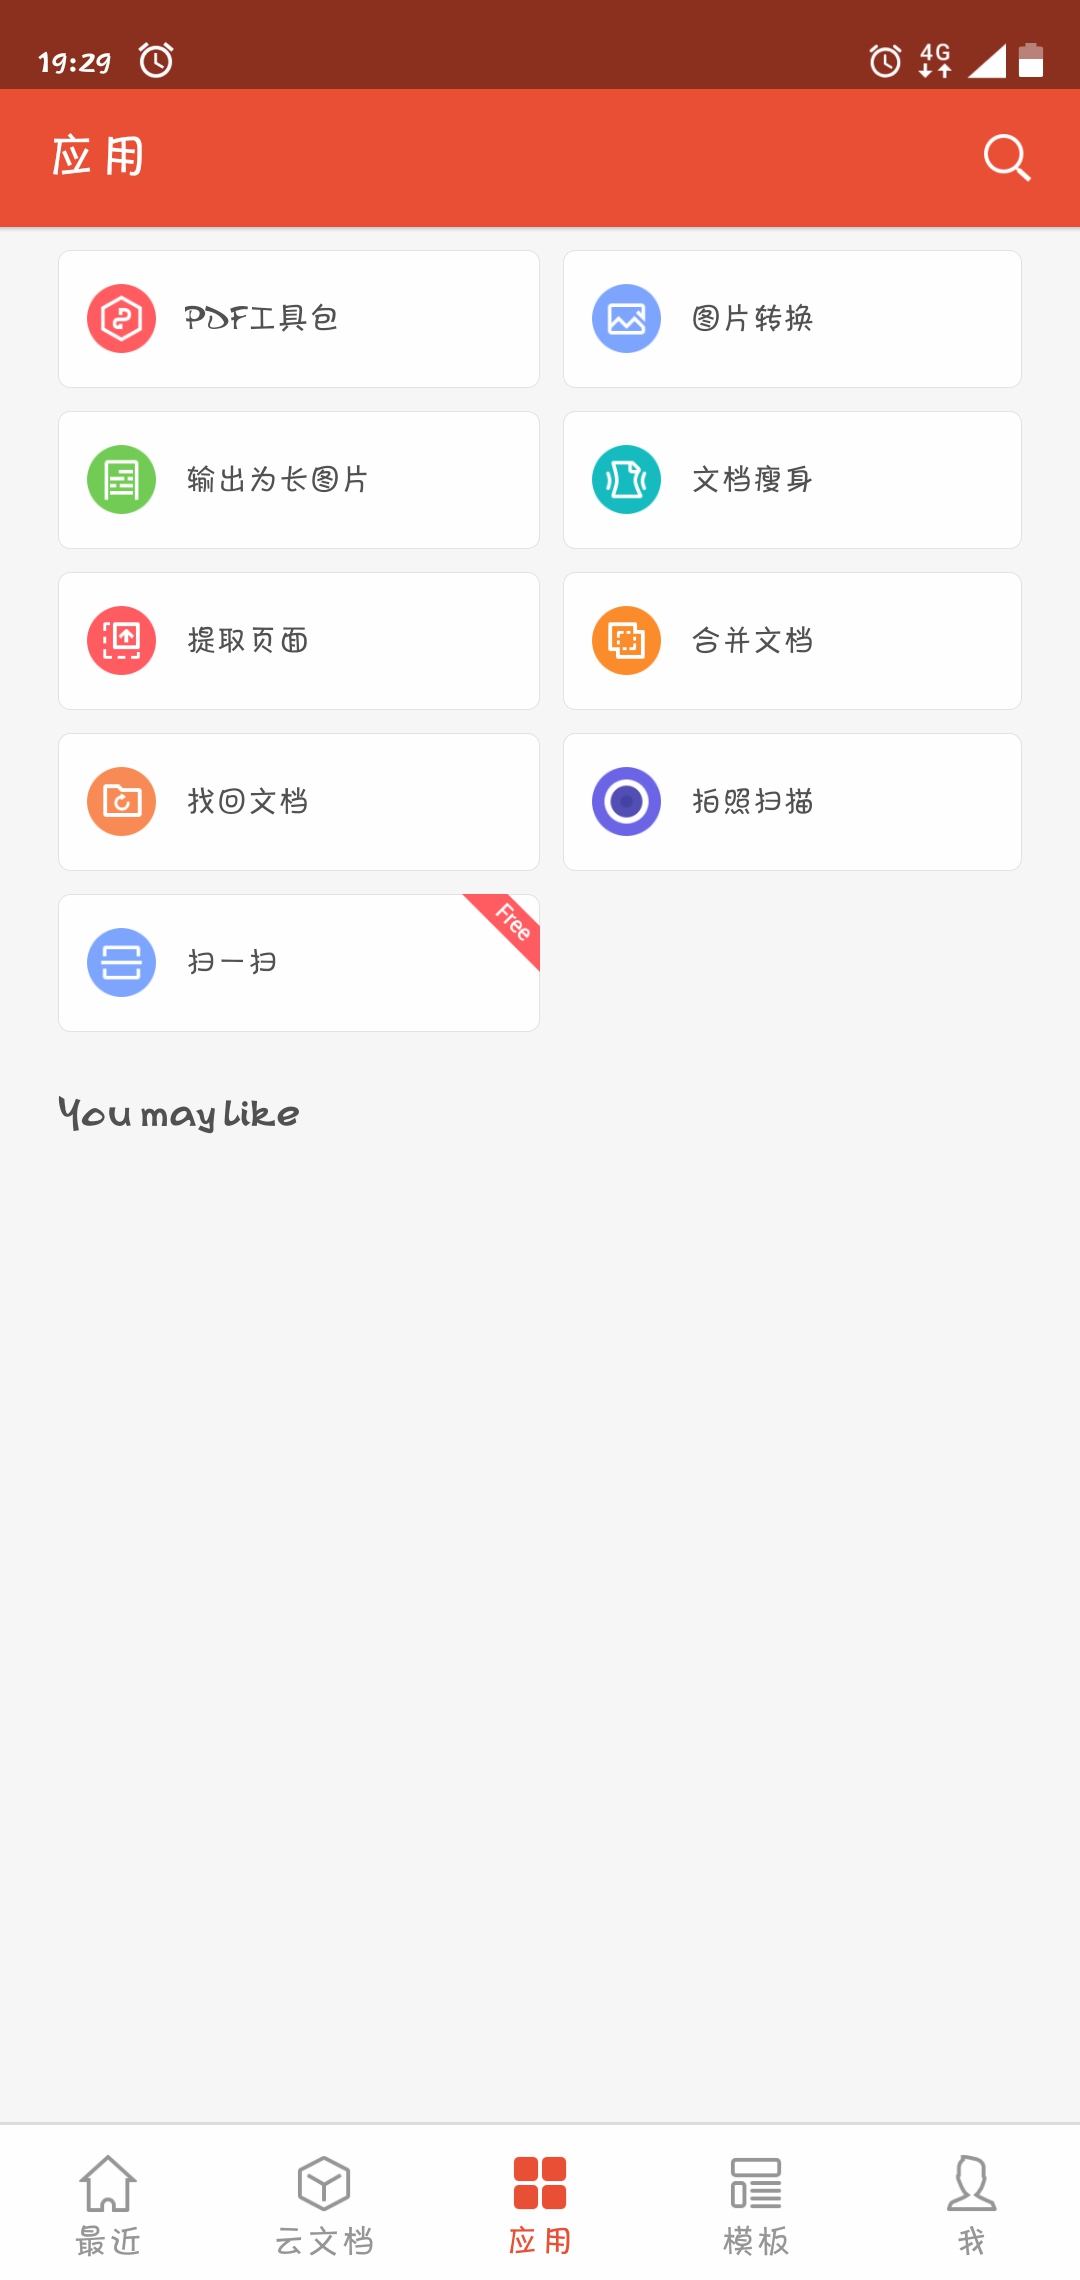 19:29
4G
应用
PDF工具包
图片转换
输出为长图片
文档瘦身
提取页面
合并文档
找回文档
拍照扫描
扫一扫
Free
You may like
最近
云文档
应用
模板
我